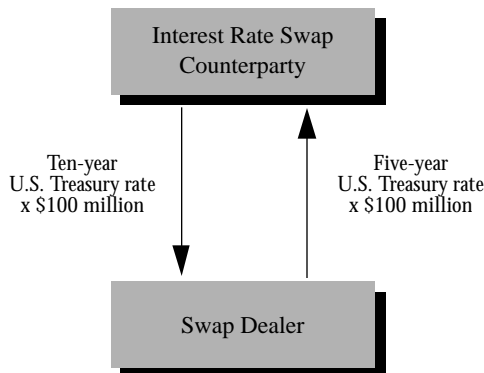 Interest Rate Swap
Counterparty
Ten-year
U.S. Treasury rate
x $100 million
Five-year
U.S. Treasury rate
x $100 million
Swap Dealer